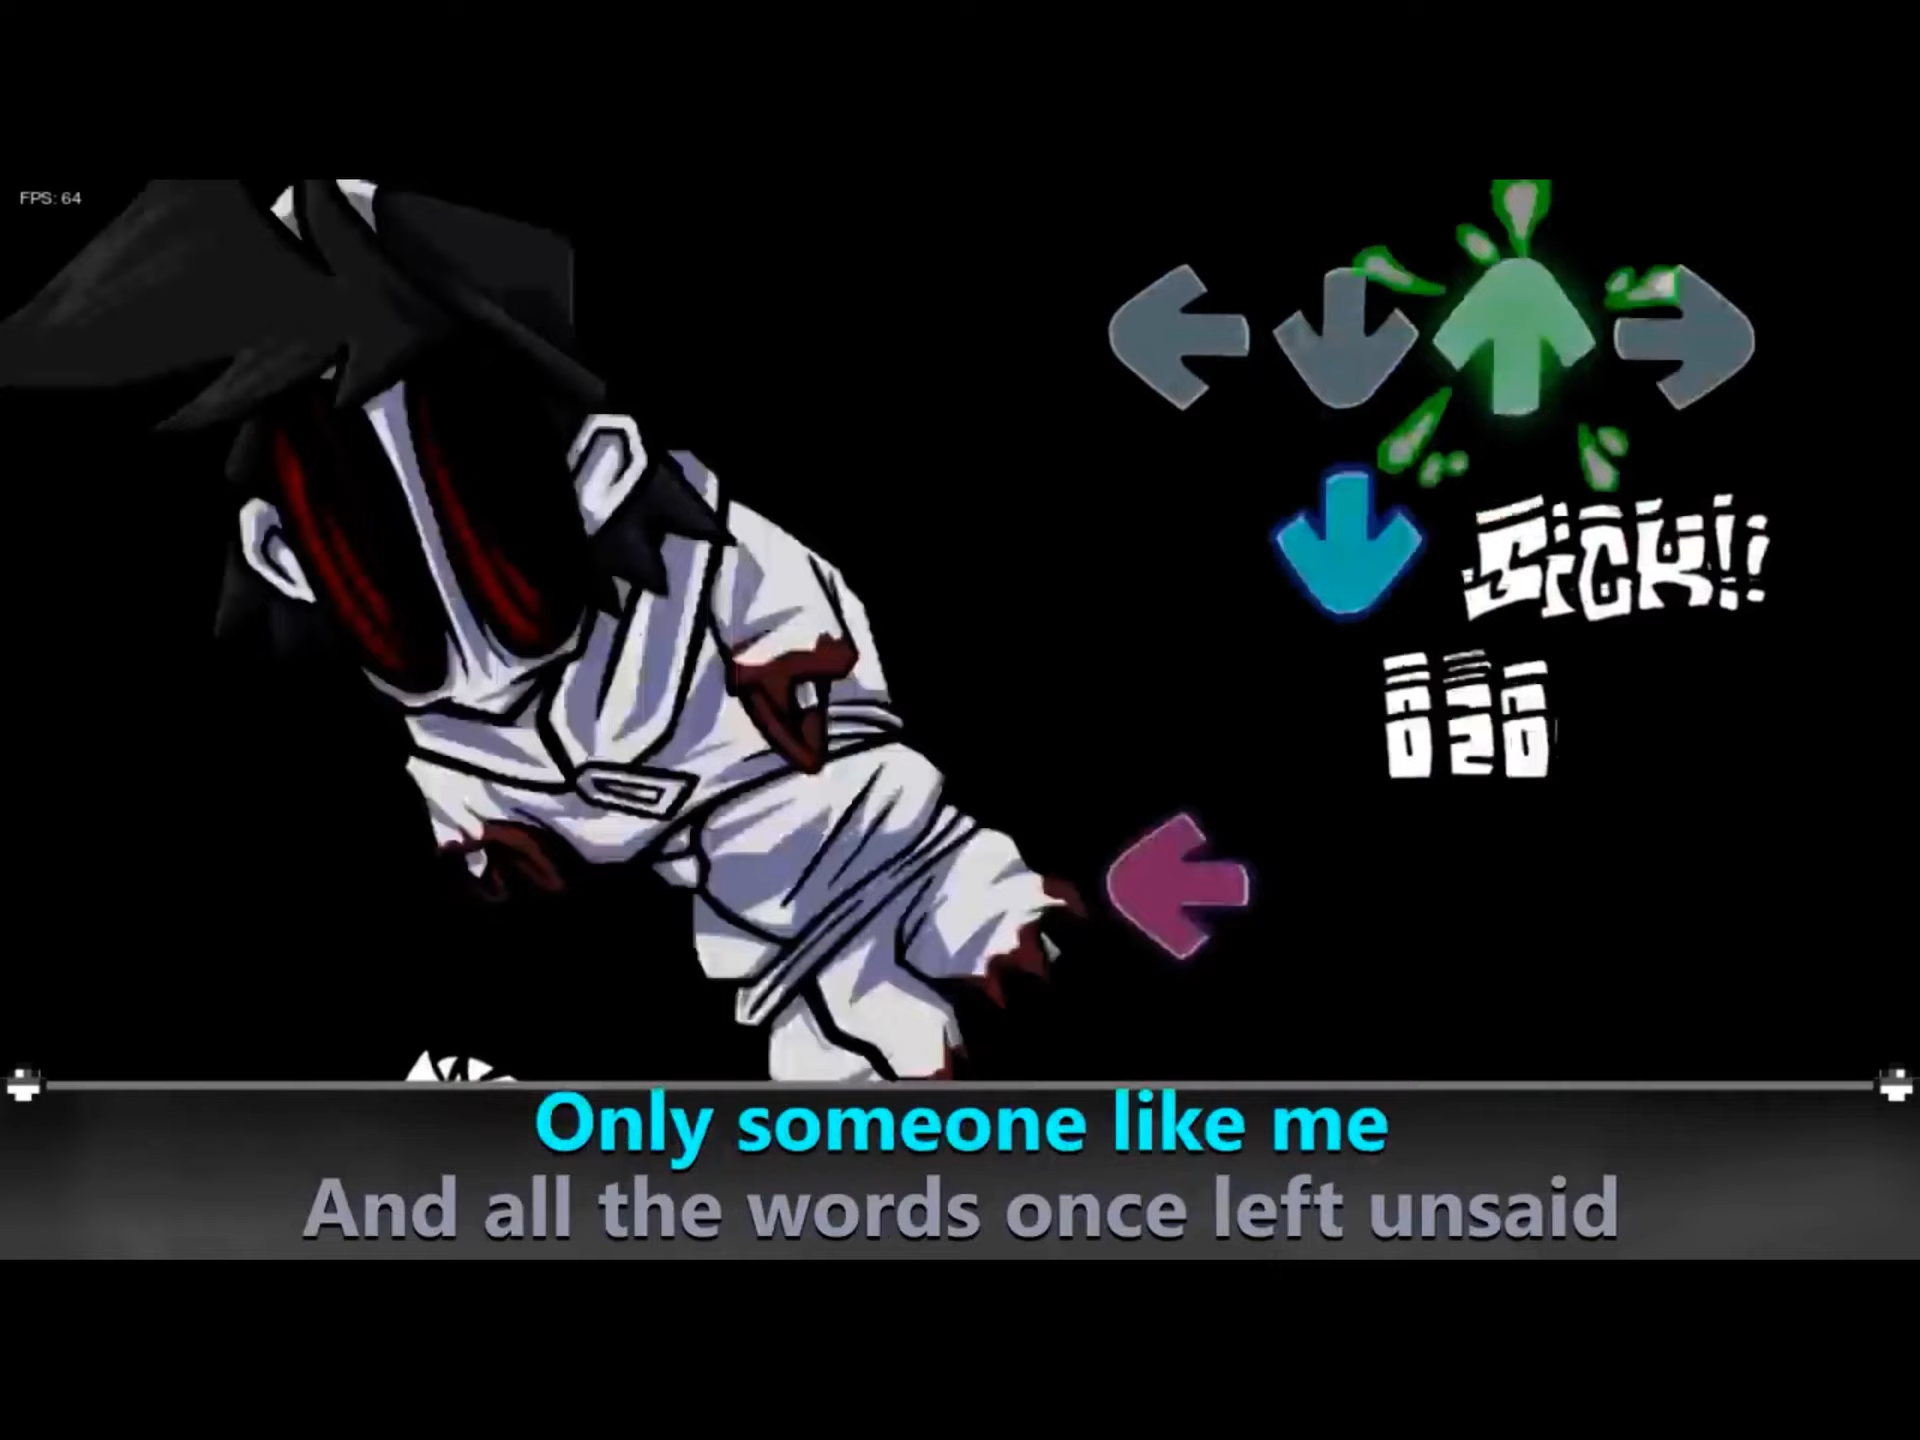 FPS: 64
SiCK!!
020
Only someone like me
And all the words once left unsaid